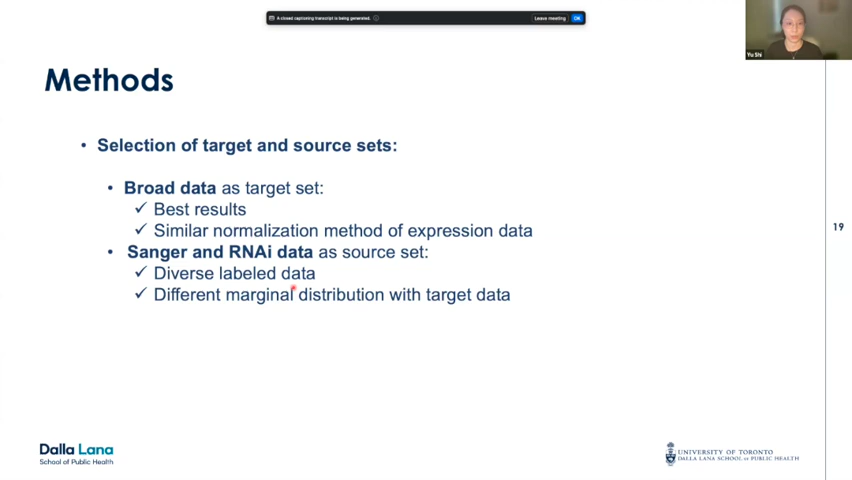 A closed captioning transcript is being generated.
Leave meeting
OK
Yu Shi
Methods
• Selection of target and source sets:
• Broad data as target set:
✓ Best results
✓ Similar normalization method of expression data
• Sanger and RNAi data as source set:
✓ Diverse labeled data
✓ Different marginal distribution with target data
19
Dalla Lana
School of Public Health
UNIVERSITY OF TORONTO
DALLA LANA SCHOOL OF PUBLIC HEALTH